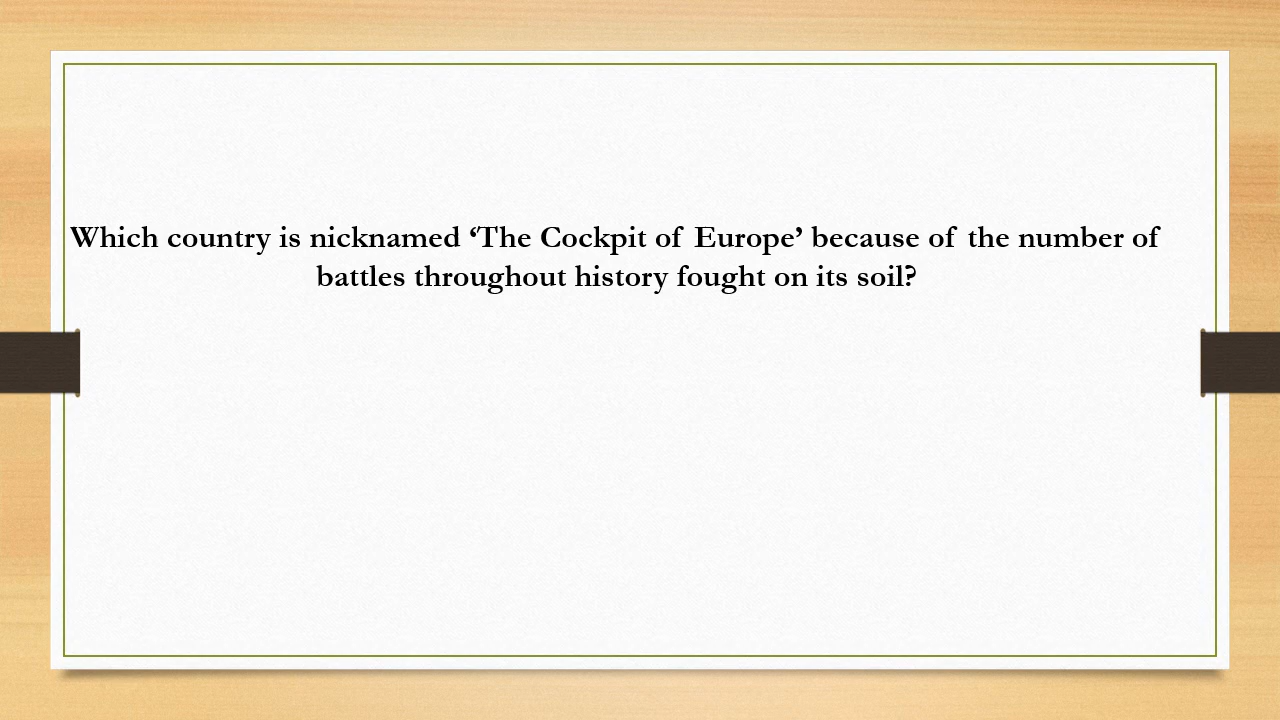 Which country is nicknamed ‘The Cockpit of Europe’ because of the number of
battles throughout history fought on its soil?